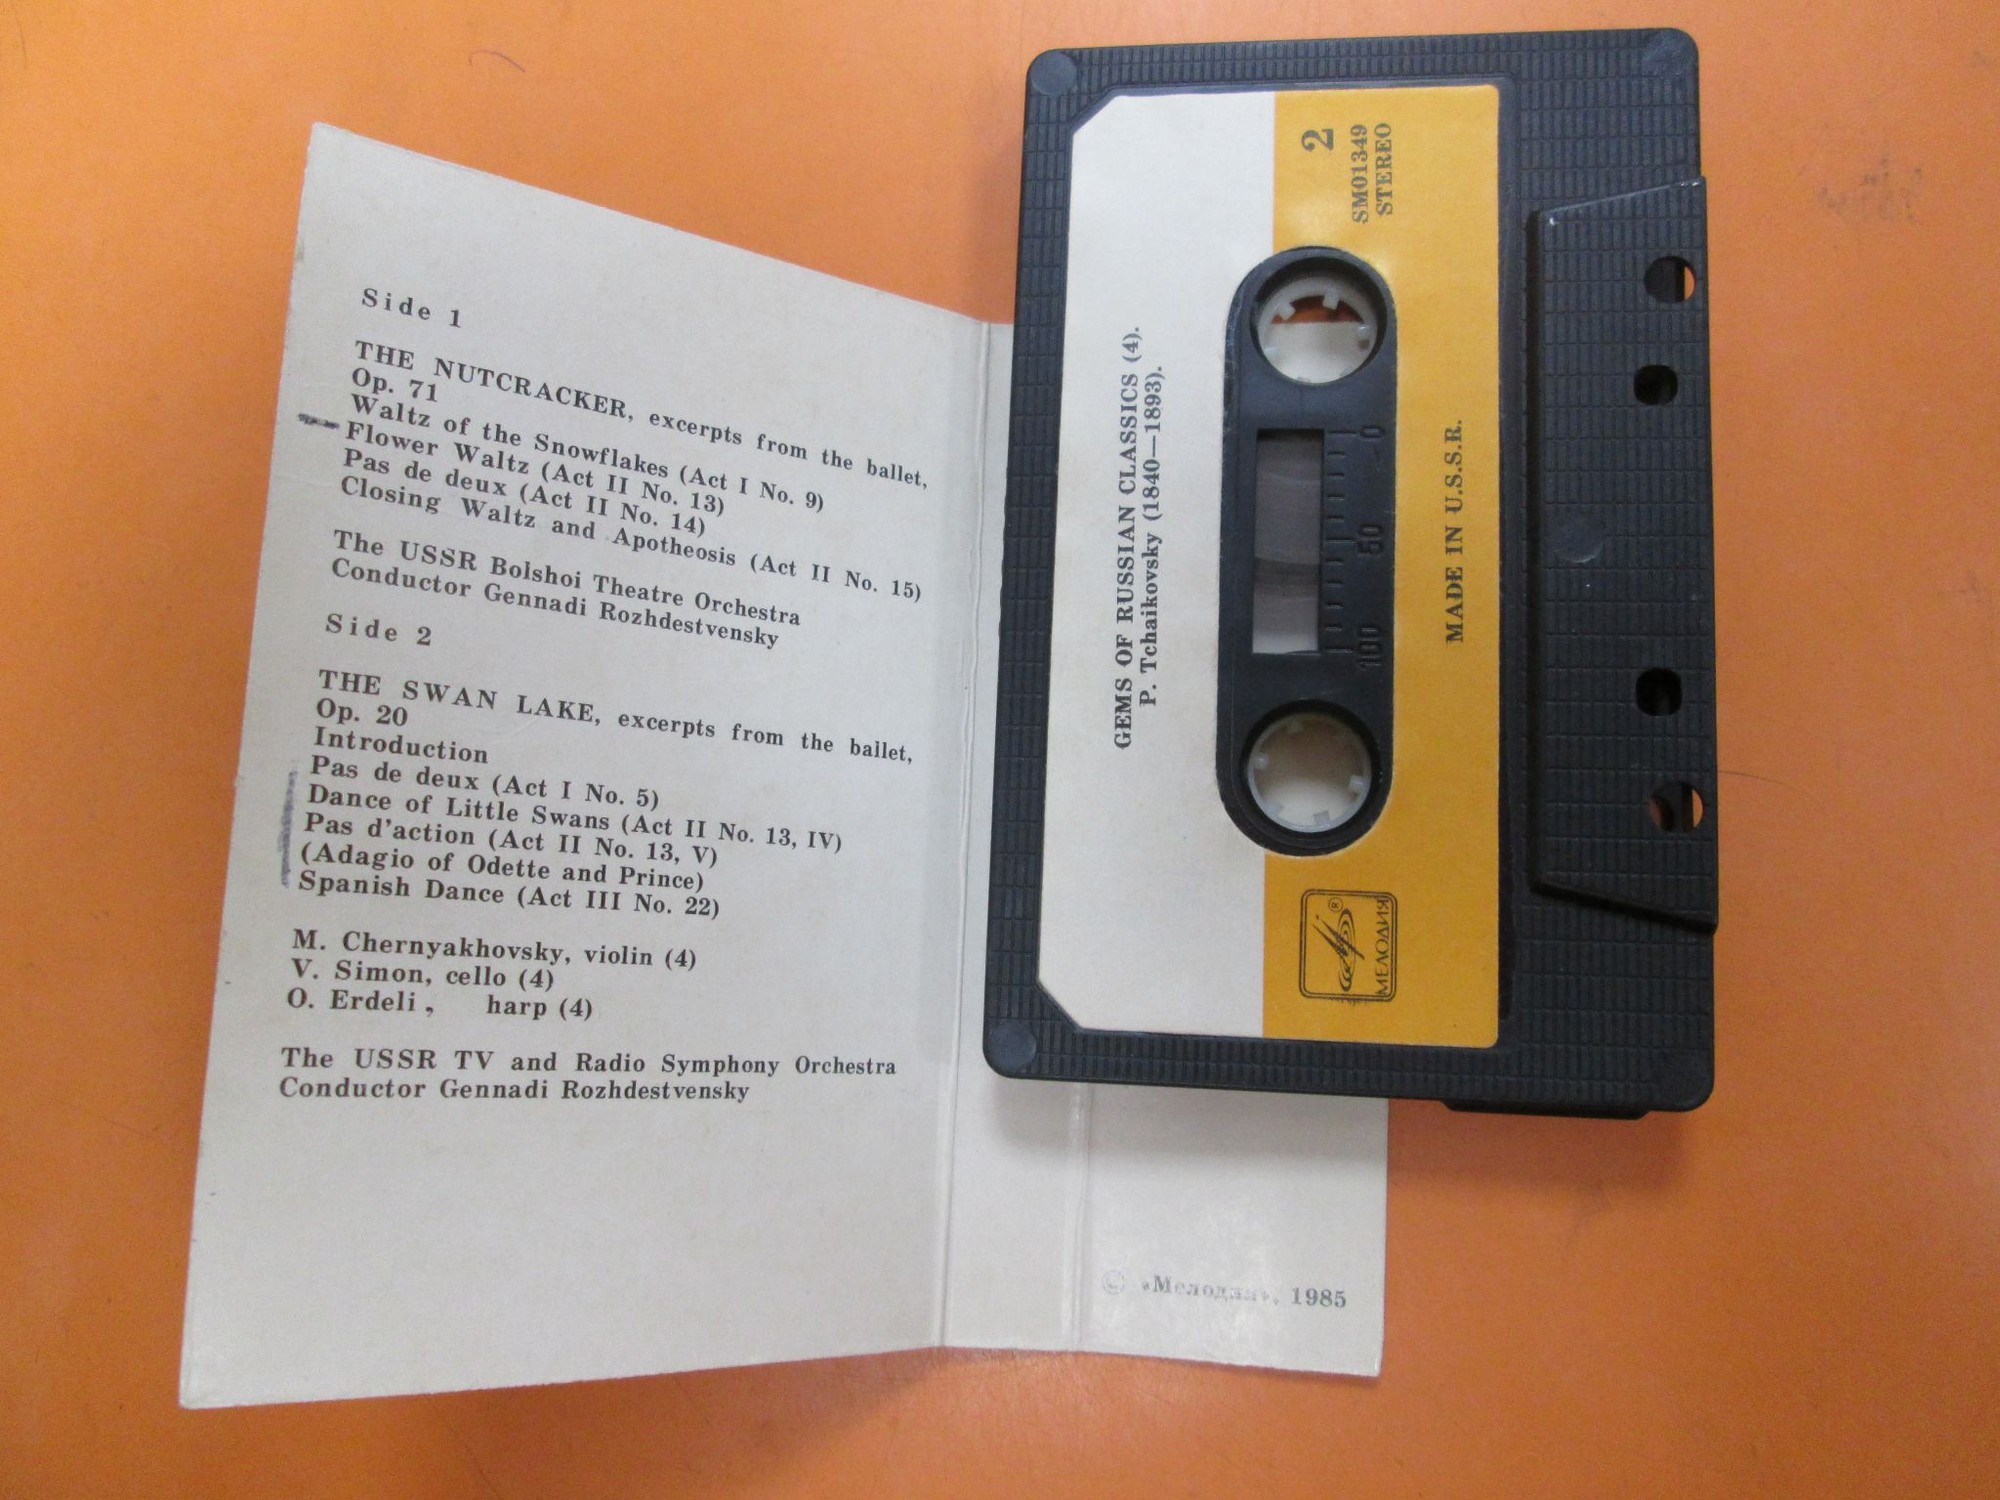 Side 1
THE NUTCRACKER, excerpts from the ballet,
Op. 71
Waltz of the Snowflakes (Act I No. 9)
Flower Waltz (Act II No. 13)
Pas de deux (Act II No. 14)
Closing Waltz and Apotheosis (Act II No. 15)
The USSR Bolshoi Theatre Orchestra
Conductor Gennadi Rozhdestvensky
Side 2
THE SWAN LAKE, excerpts from the ballet,
Op. 20
Introduction
Pas de deux (Act I No. 5)
Dance of Little Swans (Act II No. 13, IV)
Pas d'action (Act II No. 13, V)
(Adagio of Odette and Prince)
Spanish Dance (Act III No. 22)
M. Chernyakhovsky, violin (4)
V. Simon, cello (4)
O. Erdeli, harp (4)
The USSR TV and Radio Symphony Orchestra
Conductor Gennadi Rozhdestvensky
© «Мелодия», 1985
GEMS OF RUSSIAN CLASSICS (4).
P. Tchaikovsky (1840—1893).
2
SM01349
STEREO
100 50 0
MADE IN U.S.S.R.
®
МЕЛОДИЯ